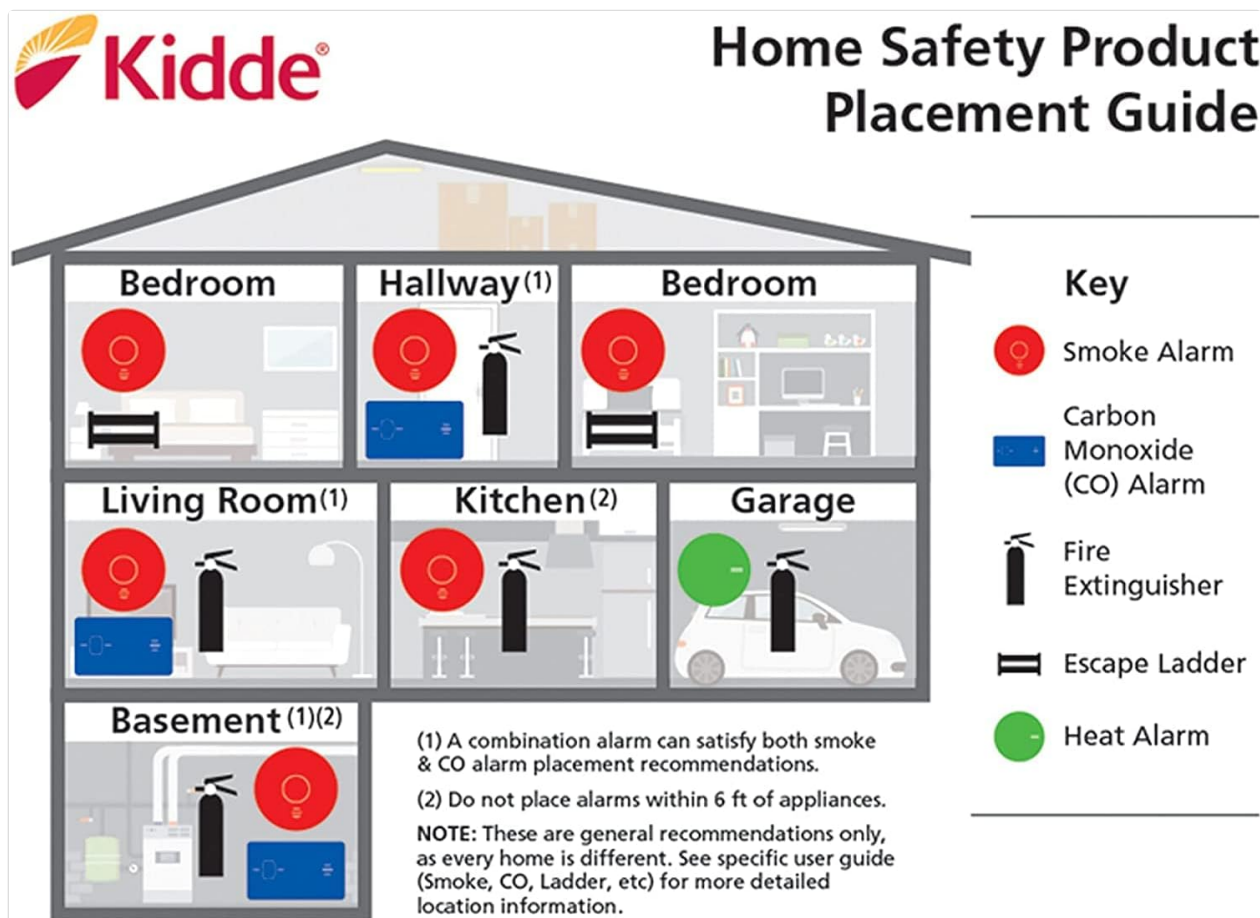 Kidde®
Home Safety Product
Placement Guide
Bedroom
Hallway (1)
Bedroom
Living Room (1)
Kitchen (2)
Garage
Basement (1)(2)
Key
Smoke Alarm
Carbon
Monoxide
(CO) Alarm
Fire
Extinguisher
Escape Ladder
Heat Alarm
(1) A combination alarm can satisfy both smoke
& CO alarm placement recommendations.
(2) Do not place alarms within 6 ft of appliances.
NOTE: These are general recommendations only,
as every home is different. See specific user guide
(Smoke, CO, Ladder, etc) for more detailed
location information.